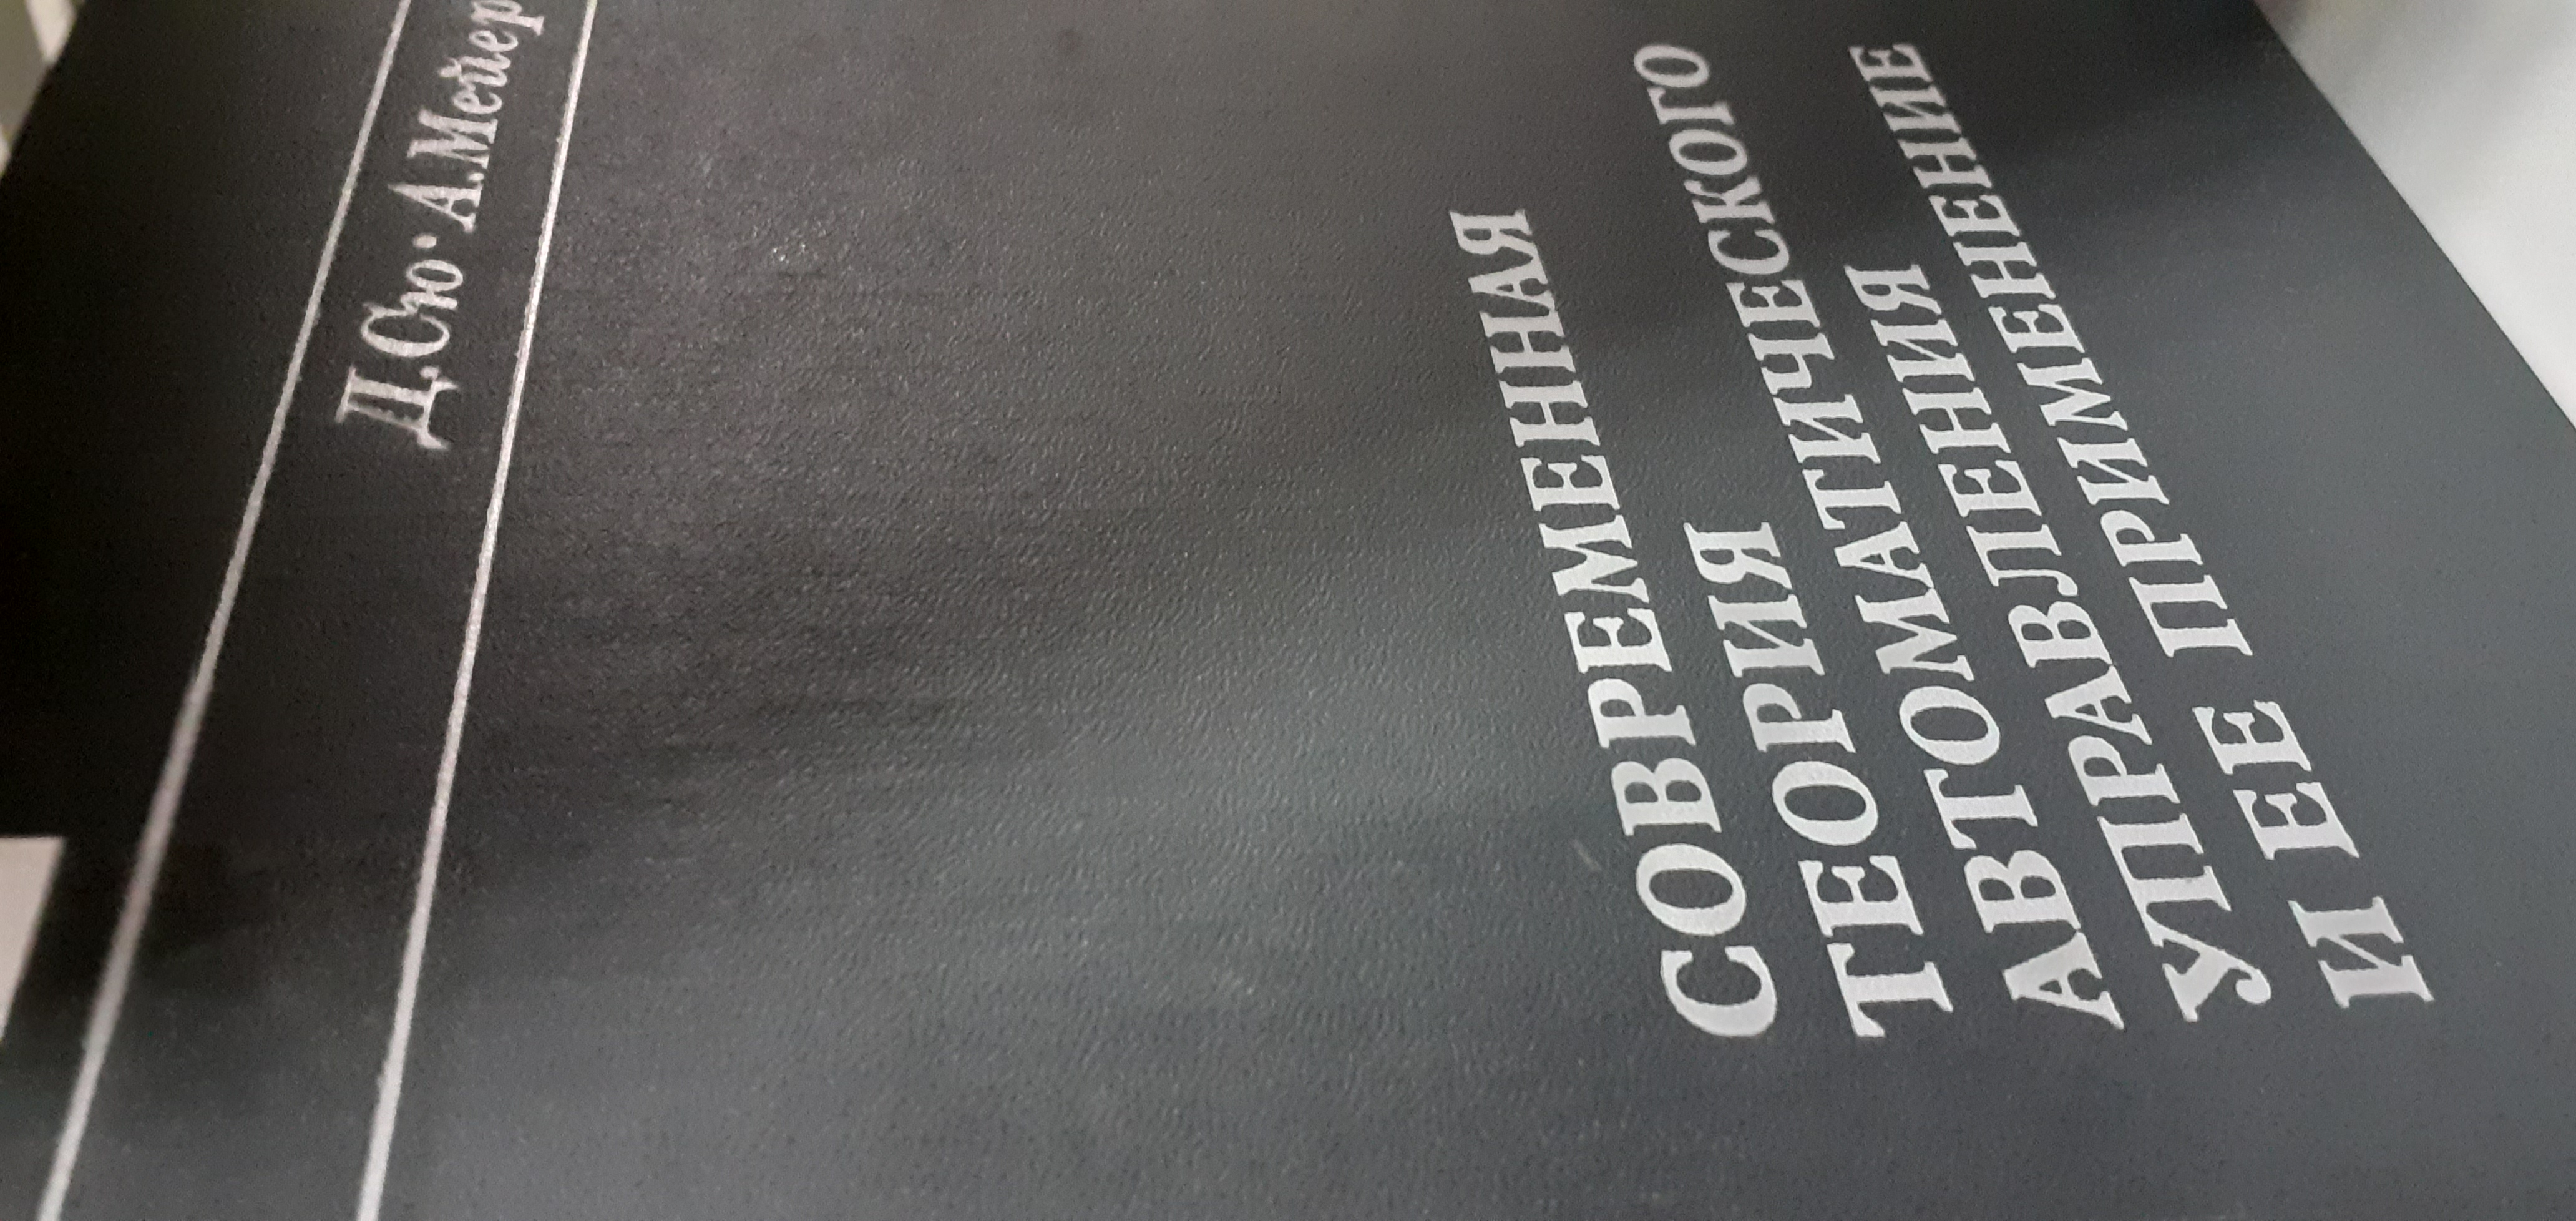 Д.Сю·А.Мейер
СОВРЕМЕННАЯ
ТЕОРИЯ
АВТОМАТИЧЕСКОГО
УПРАВЛЕНИЯ
И ЕЕ ПРИМЕНЕНИЕ